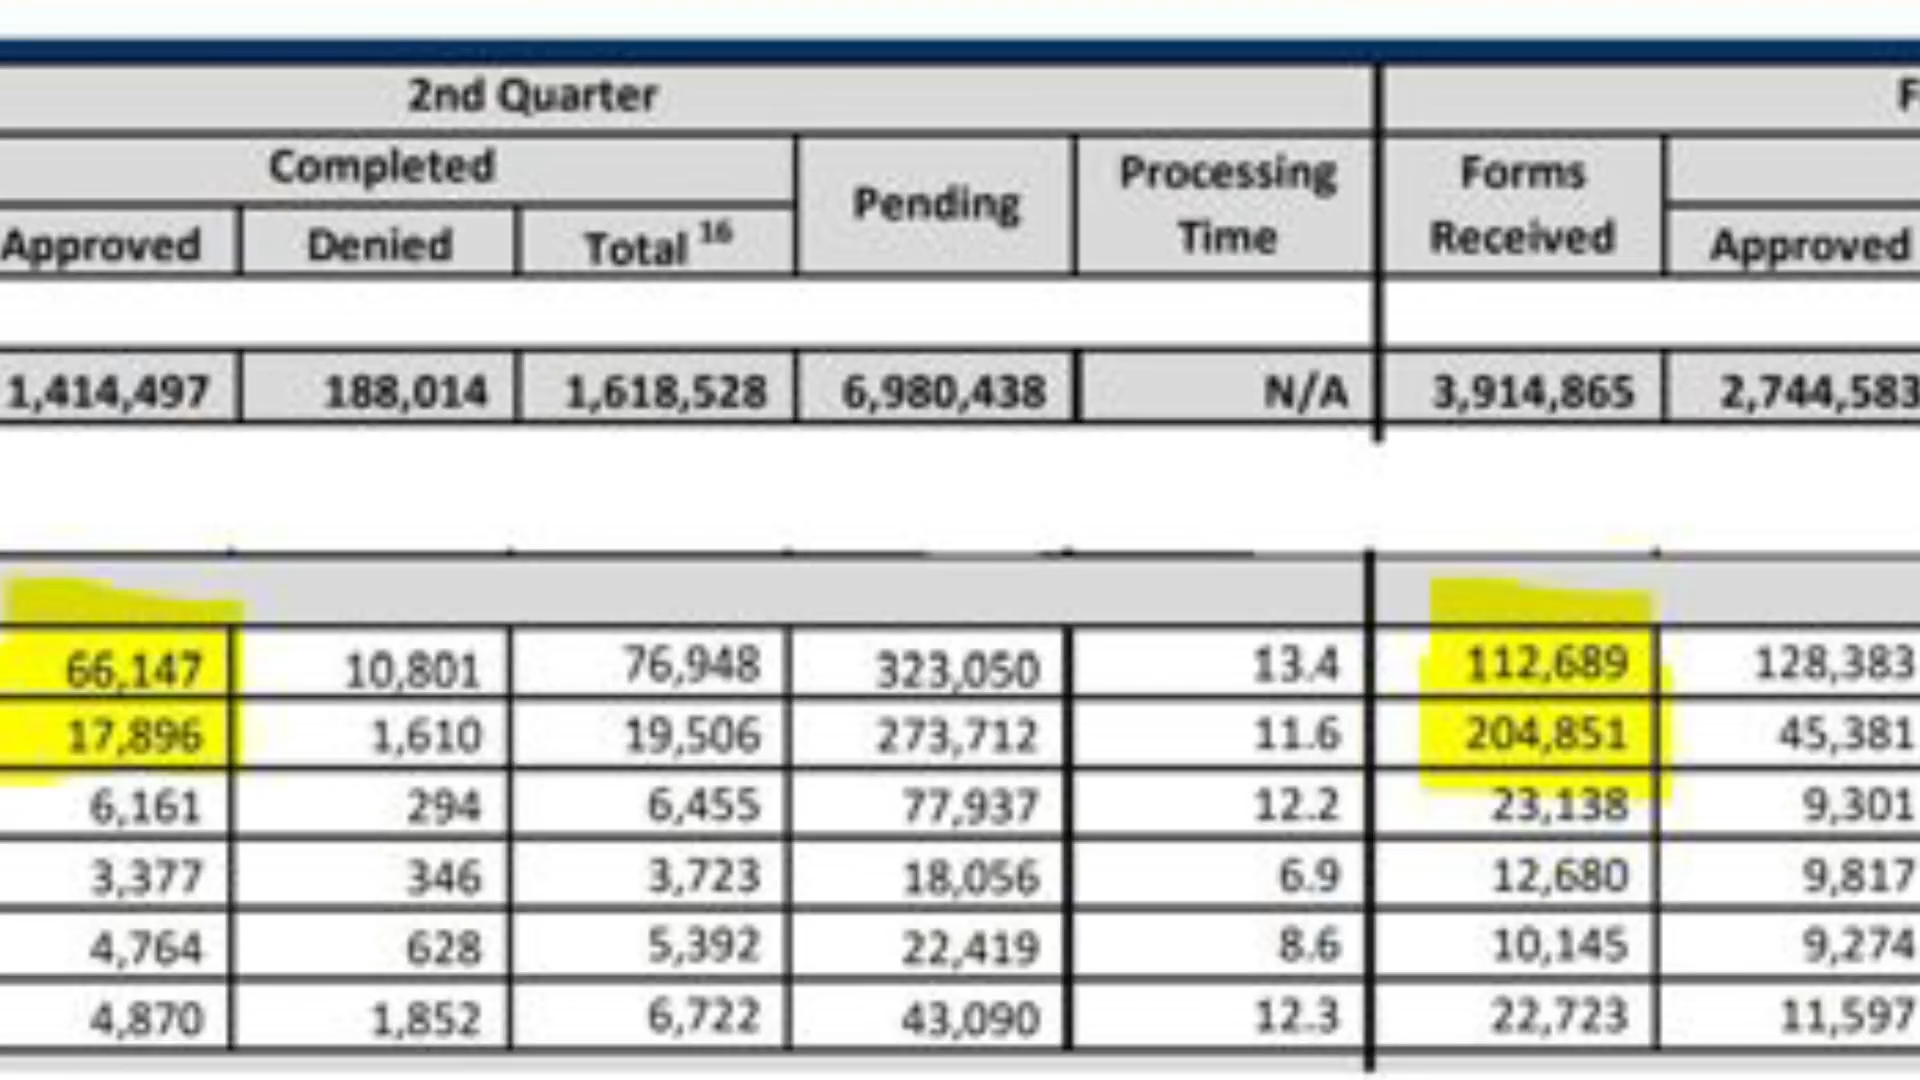 2nd Quarter F
Completed Pending Processing Time Forms Received
Approved Denied Total 16 Approved
1,414,497 188,014 1,618,528 6,980,438 N/A 3,914,865 2,744,583
66,147 10,801 76,948 323,050 13.4 112,689 128,383
17,896 1,610 19,506 273,712 11.6 204,851 45,381
6,161 294 6,455 77,937 12.2 23,138 9,301
3,377 346 3,723 18,056 6.9 12,680 9,817
4,764 628 5,392 22,419 8.6 10,145 9,274
4,870 1,852 6,722 43,090 12.3 22,723 11,597